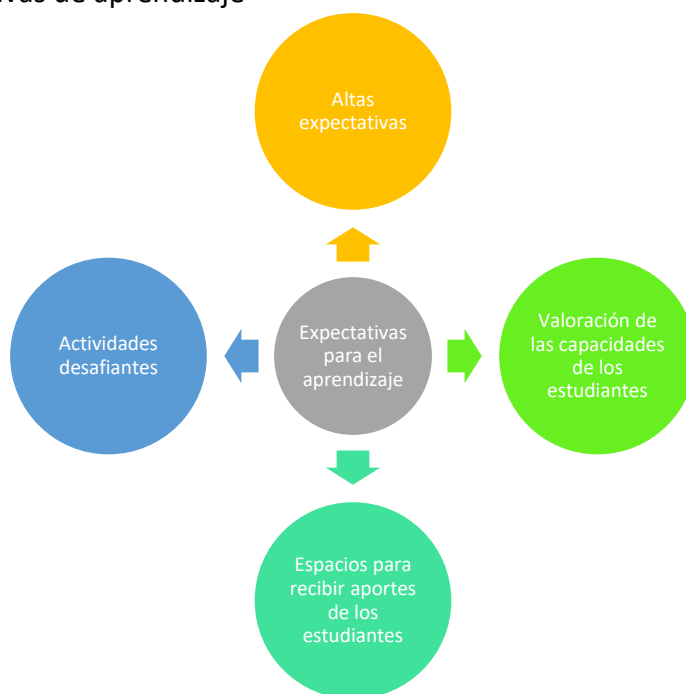 de aprendizaje
Altas
expectativas
Actividades
desafiantes
Expectativas
para el
aprendizaje
Valoración de
las capacidades
de los
estudiantes
Espacios para
recibir aportes
de los
estudiantes